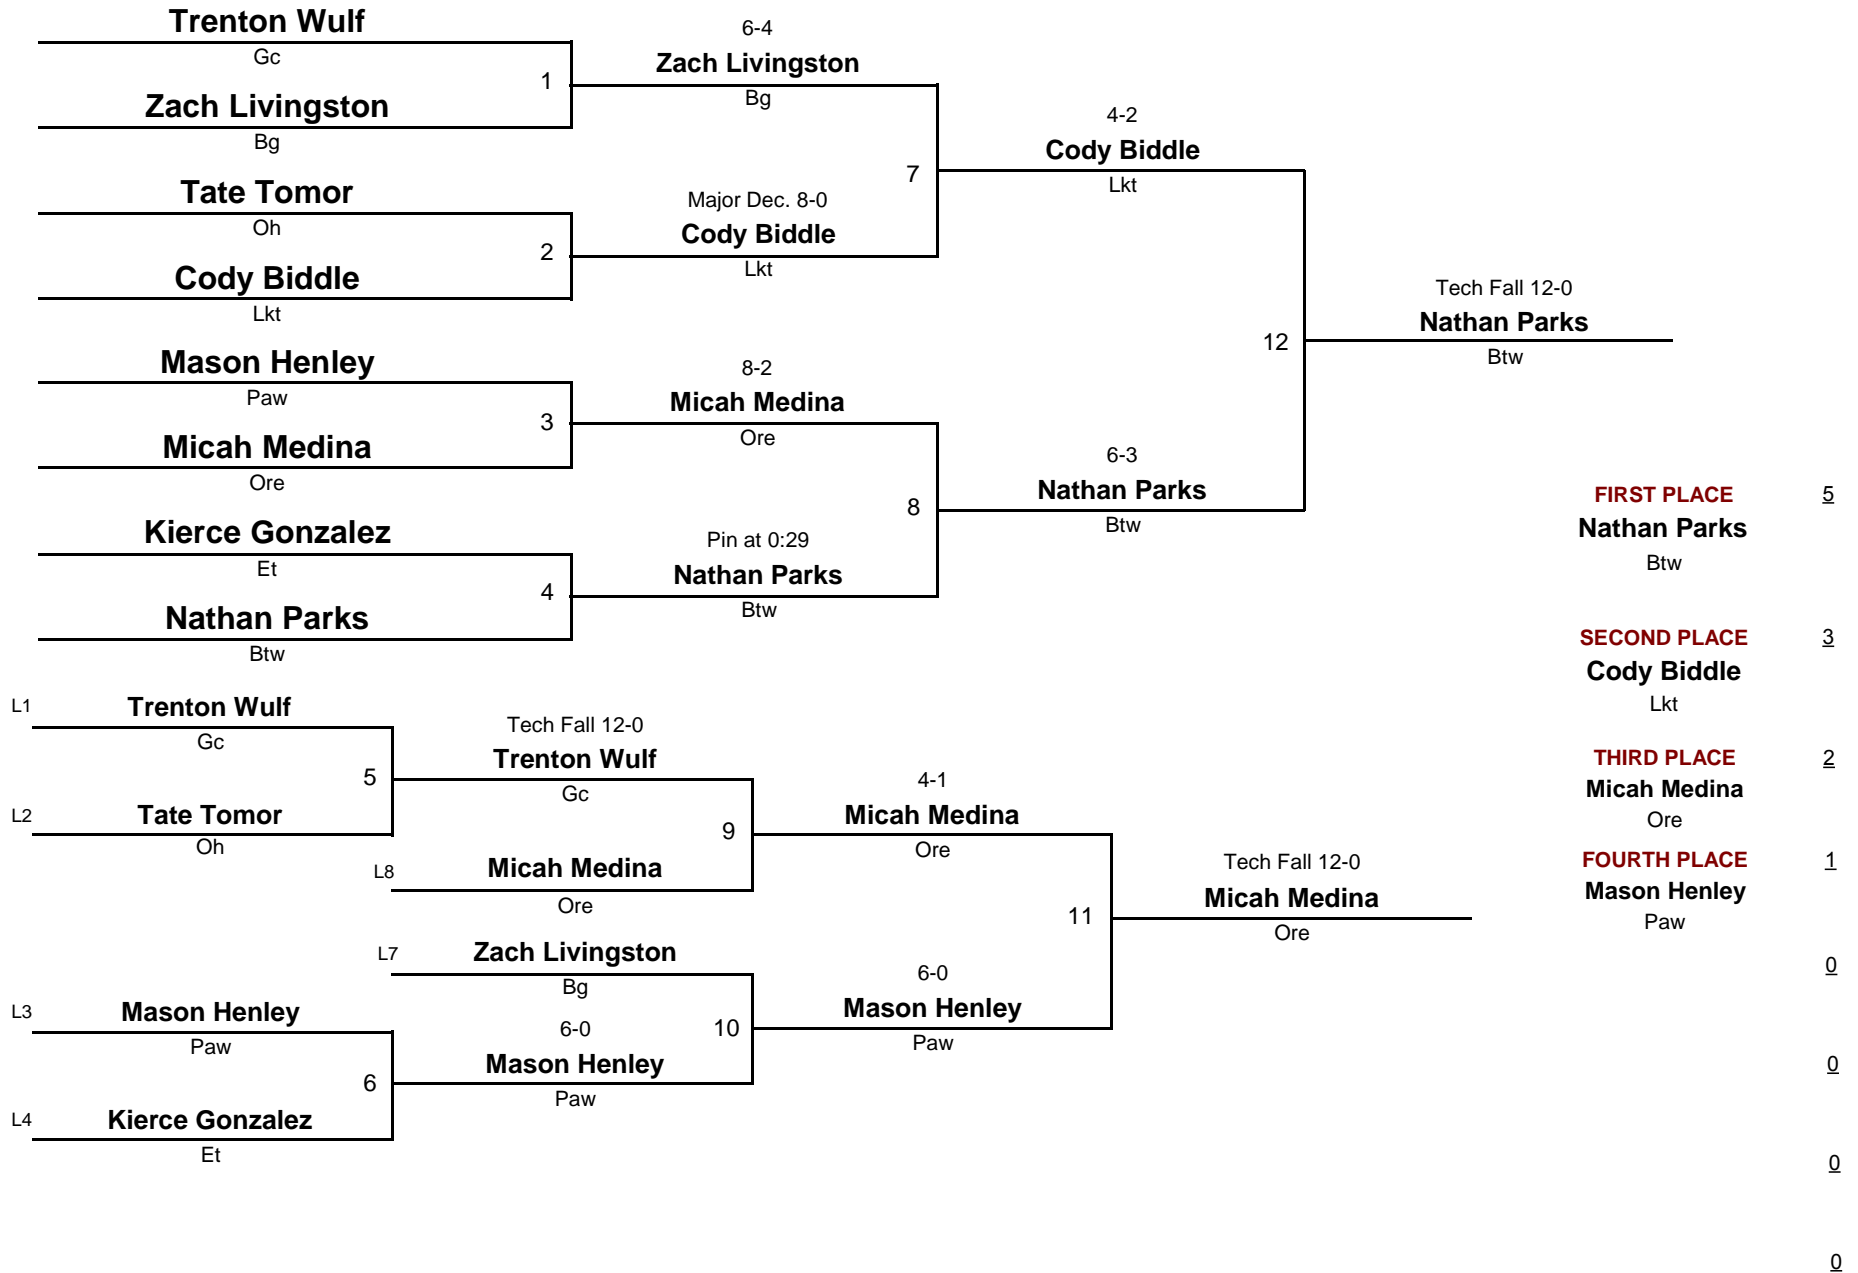 Trenton Wulf
Gc
1
Zach Livingston
Bg
Tate Tomor
Oh
2
Cody Biddle
Lkt
Mason Henley
Paw
3
Micah Medina
Ore
Kierce Gonzalez
Et
4
Nathan Parks
Btw
6-4
Zach Livingston
Bg
7
Major Dec. 8-0
Cody Biddle
Lkt
8-2
Micah Medina
Ore
8
Pin at 0:29
Nathan Parks
Btw
4-2
Cody Biddle
Lkt
12
6-3
Nathan Parks
Btw
Tech Fall 12-0
Nathan Parks
Btw
L1 Trenton Wulf
Gc
5
L2 Tate Tomor
Oh
L3 Mason Henley
Paw
6
L4 Kierce Gonzalez
Et
Tech Fall 12-0
Trenton Wulf
Gc
9
L8 Micah Medina
Ore
L7 Zach Livingston
Bg
10
6-0
Mason Henley
Paw
4-1
Micah Medina
Ore
11
6-0
Mason Henley
Paw
Tech Fall 12-0
Micah Medina
Ore
FIRST PLACE 5
Nathan Parks
Btw
SECOND PLACE 3
Cody Biddle
Lkt
THIRD PLACE 2
Micah Medina
Ore
FOURTH PLACE 1
Mason Henley
Paw
0
0
0
0